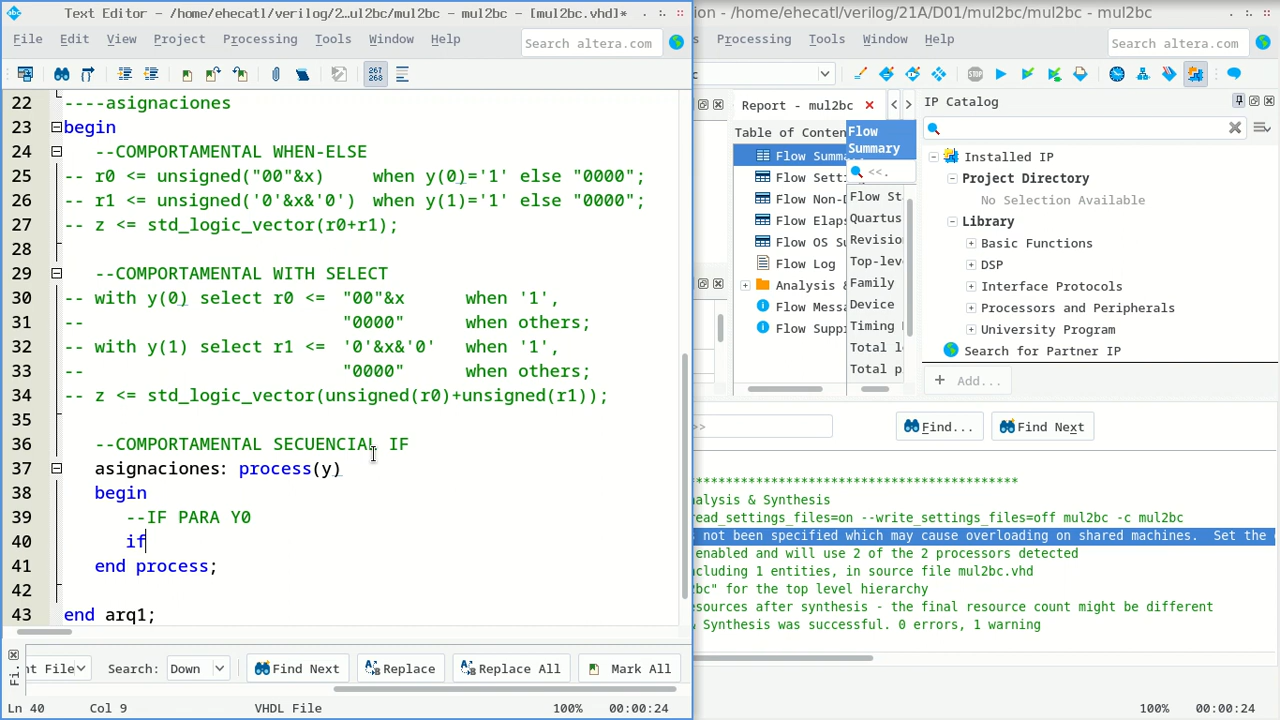 Text Editor - /home/ehecatl/verilog/2...ul2bc/mul2bc - mul2bc - [mul2bc.vhd]*
File Edit View Project Processing Tools Window Help
Search altera.com
22 ----asignaciones
23 begin
24 --COMPORTAMENTAL WHEN-ELSE
25 -- r0 <= unsigned("00"&x) when y(0)='1' else "0000";
26 -- r1 <= unsigned('0'&x&'0') when y(1)='1' else "0000";
27 -- z <= std_logic_vector(r0+r1);
28
29 --COMPORTAMENTAL WITH SELECT
30 -- with y(0) select r0 <= "00"&x when '1',
31 -- "0000" when others;
32 -- with y(1) select r1 <= '0'&x&'0' when '1',
33 -- "0000" when others;
34 -- z <= std_logic_vector(unsigned(r0)+unsigned(r1));
35
36 --COMPORTAMENTAL SECUENCIAL IF
37 asignaciones: process(y)
38 begin
39 --IF PARA Y0
40 if
41 end process;
42
43 end arq1;
nt File Search: Down Find Next Replace Replace All Mark All
Fi...
Ln 40 Col 9 VHDL File 100% 00:00:24
ion - /home/ehecatl/verilog/21A/D01/mul2bc/mul2bc - mul2bc
Processing Tools Window Help
Search altera.com
c
Report - mul2bc
Table of Conten
Flow Summa
Flow Setti
Flow Non-D
Flow Elaps
Flow OS Su
Flow Log
Analysis &
Flow Messa
Flow Suppi
Flow Summary
<<.
Flow St
Quartus
Revisio
Top-lev
Family
Device
Timing
Total l
Total p
IP Catalog
Installed IP
Project Directory
No Selection Available
Library
Basic Functions
DSP
Interface Protocols
Processors and Peripherals
University Program
Search for Partner IP
+ Add...
>> Find... Find Next
*******************************************
nalysis & Synthesis
read_settings_files=on --write_settings_files=off mul2bc -c mul2bc
not been specified which may cause overloading on shared machines. Set the
enabled and will use 2 of the 2 processors detected
cluding 1 entities, in source file mul2bc.vhd
bc" for the top level hierarchy
esources after synthesis - the final resource count might be different
& Synthesis was successful. 0 errors, 1 warning
100% 00:00:24